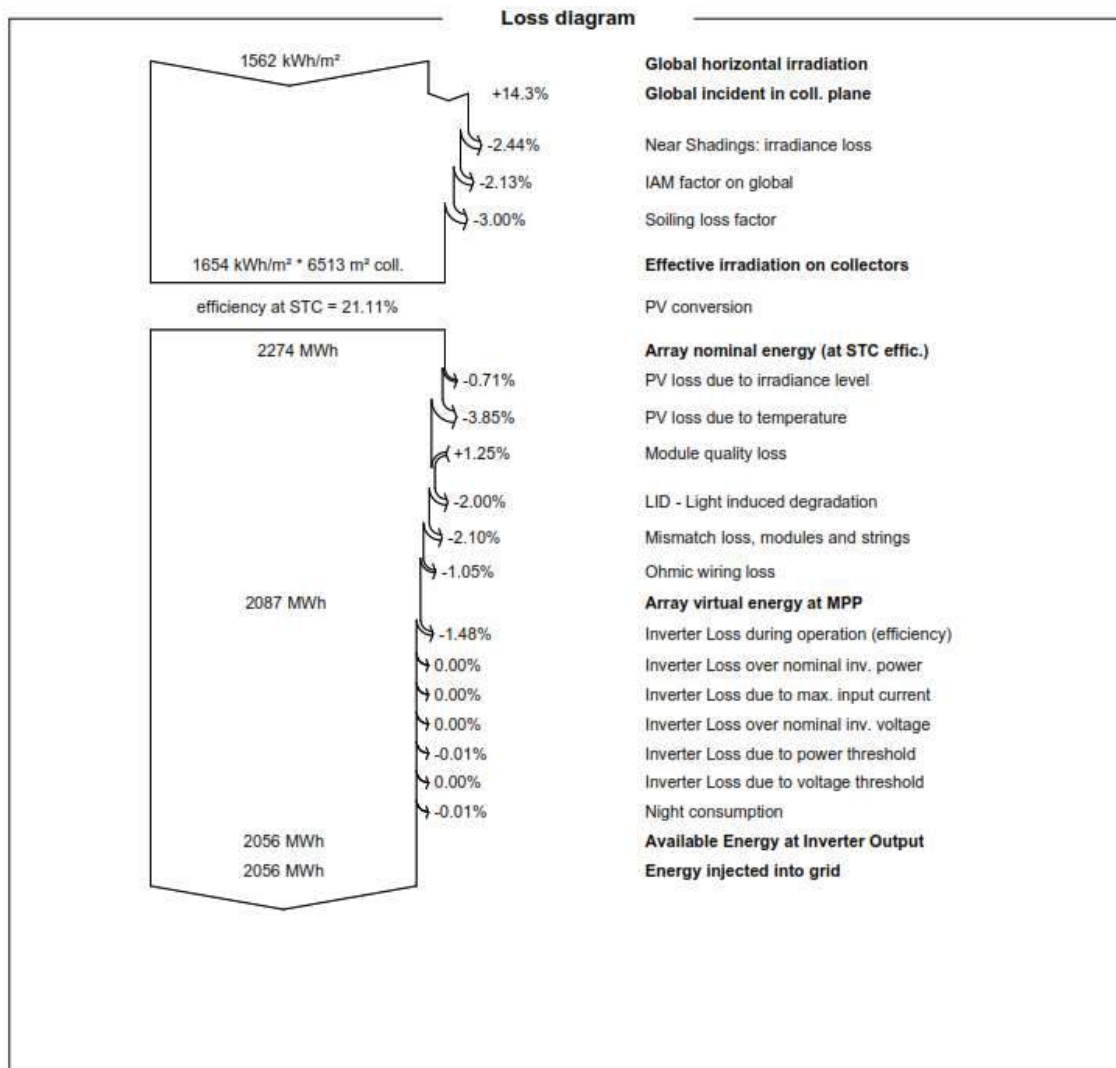 Loss diagram
1562 kWh/m² Global horizontal irradiation
+14.3% Global incident in coll. plane
-2.44% Near Shadings: irradiance loss
-2.13% IAM factor on global
-3.00% Soiling loss factor
1654 kWh/m² * 6513 m² coll. Effective irradiation on collectors
efficiency at STC = 21.11% PV conversion
2274 MWh Array nominal energy (at STC effic.)
-0.71% PV loss due to irradiance level
-3.85% PV loss due to temperature
+1.25% Module quality loss
-2.00% LID - Light induced degradation
-2.10% Mismatch loss, modules and strings
-1.05% Ohmic wiring loss
2087 MWh Array virtual energy at MPP
-1.48% Inverter Loss during operation (efficiency)
0.00% Inverter Loss over nominal inv. power
0.00% Inverter Loss due to max. input current
0.00% Inverter Loss over nominal inv. voltage
-0.01% Inverter Loss due to power threshold
0.00% Inverter Loss due to voltage threshold
-0.01% Night consumption
2056 MWh Available Energy at Inverter Output
2056 MWh Energy injected into grid